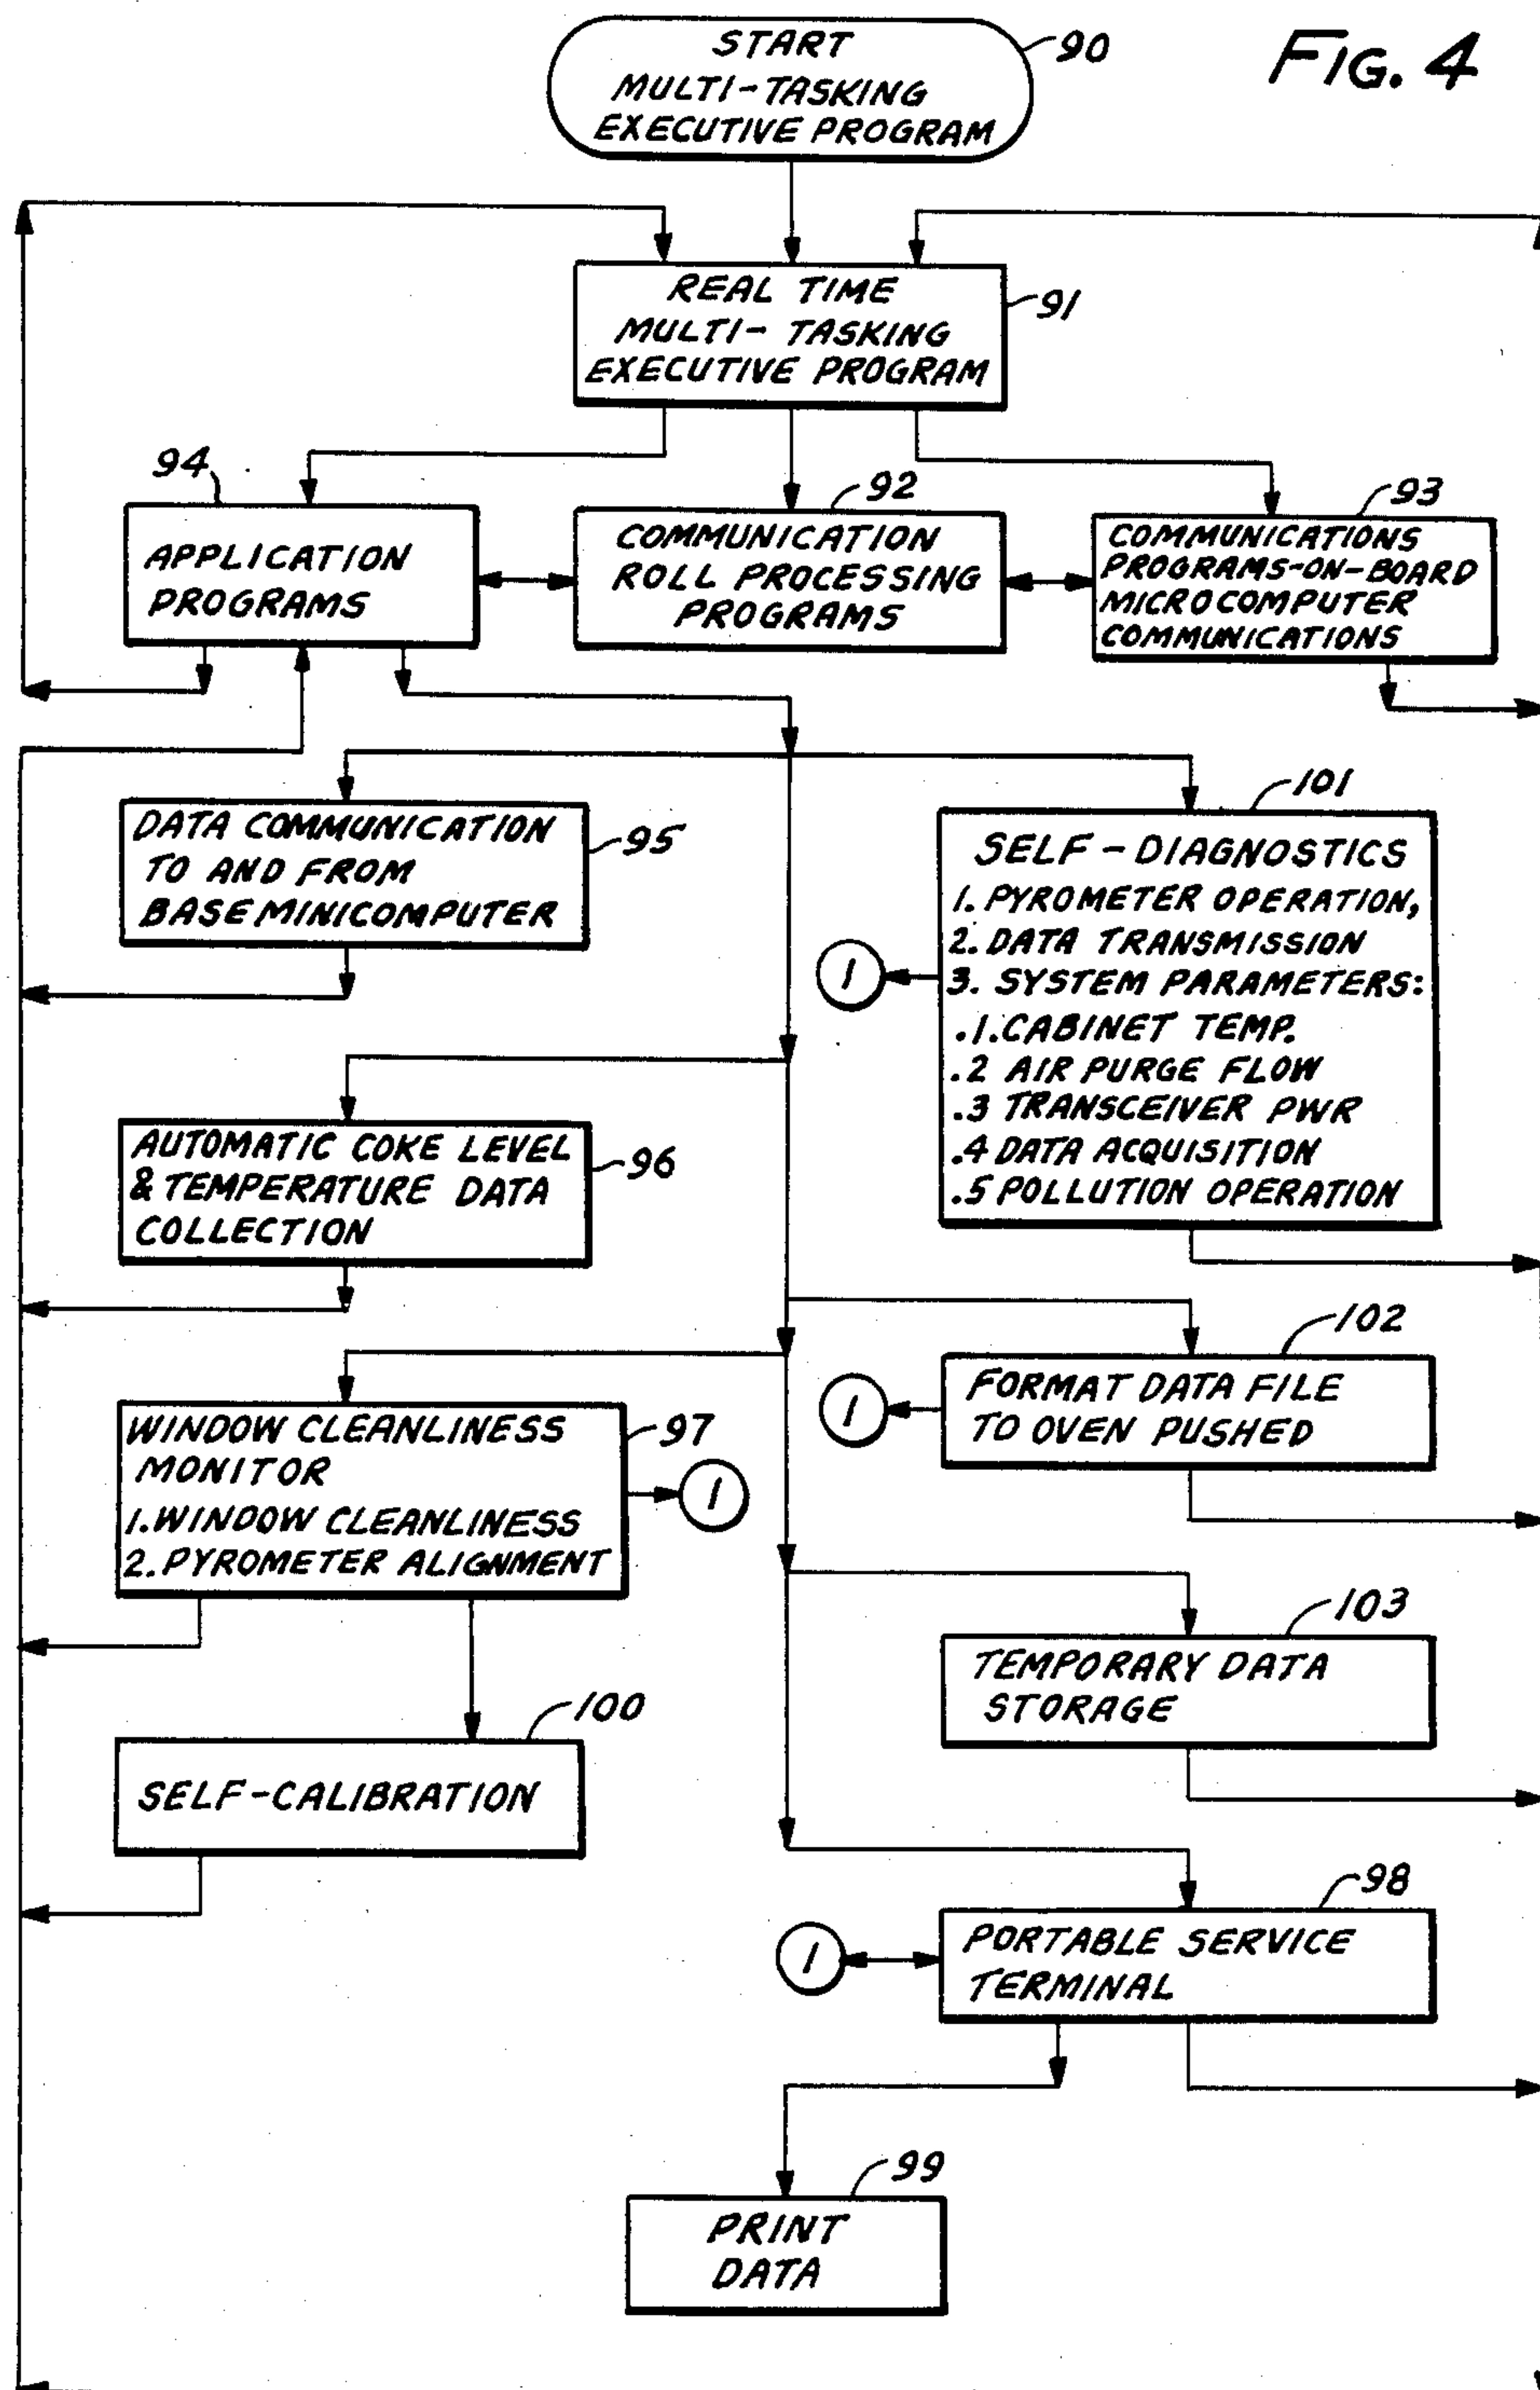 FIG. 4
START
MULTI-TASKING
EXECUTIVE PROGRAM
90
REAL TIME
MULTI- TASKING
EXECUTIVE PROGRAM
91
94
APPLICATION
PROGRAMS
92
COMMUNICATION
ROLL PROCESSING
PROGRAMS
93
COMMUNICATIONS
PROGRAMS-ON-BOARD
MICROCOMPUTER
COMMUNICATIONS
DATA COMMUNICATION
TO AND FROM
BASE MINICOMPUTER
95
101
SELF-DIAGNOSTICS
1. PYROMETER OPERATION,
2. DATA TRANSMISSION
3. SYSTEM PARAMETERS:
.1. CABINET TEMP.
.2 AIR PURGE FLOW
.3 TRANSCEIVER PWR
.4 DATA ACQUISITION
.5 POLLUTION OPERATION
1
AUTOMATIC COKE LEVEL
& TEMPERATURE DATA
COLLECTION
96
102
FORMAT DATA FILE
TO OVEN PUSHED
1
WINDOW CLEANLINESS
MONITOR
1. WINDOW CLEANLINESS
2. PYROMETER ALIGNMENT
97
1
103
TEMPORARY DATA
STORAGE
100
SELF-CALIBRATION
98
PORTABLE SERVICE
TERMINAL
1
99
PRINT
DATA